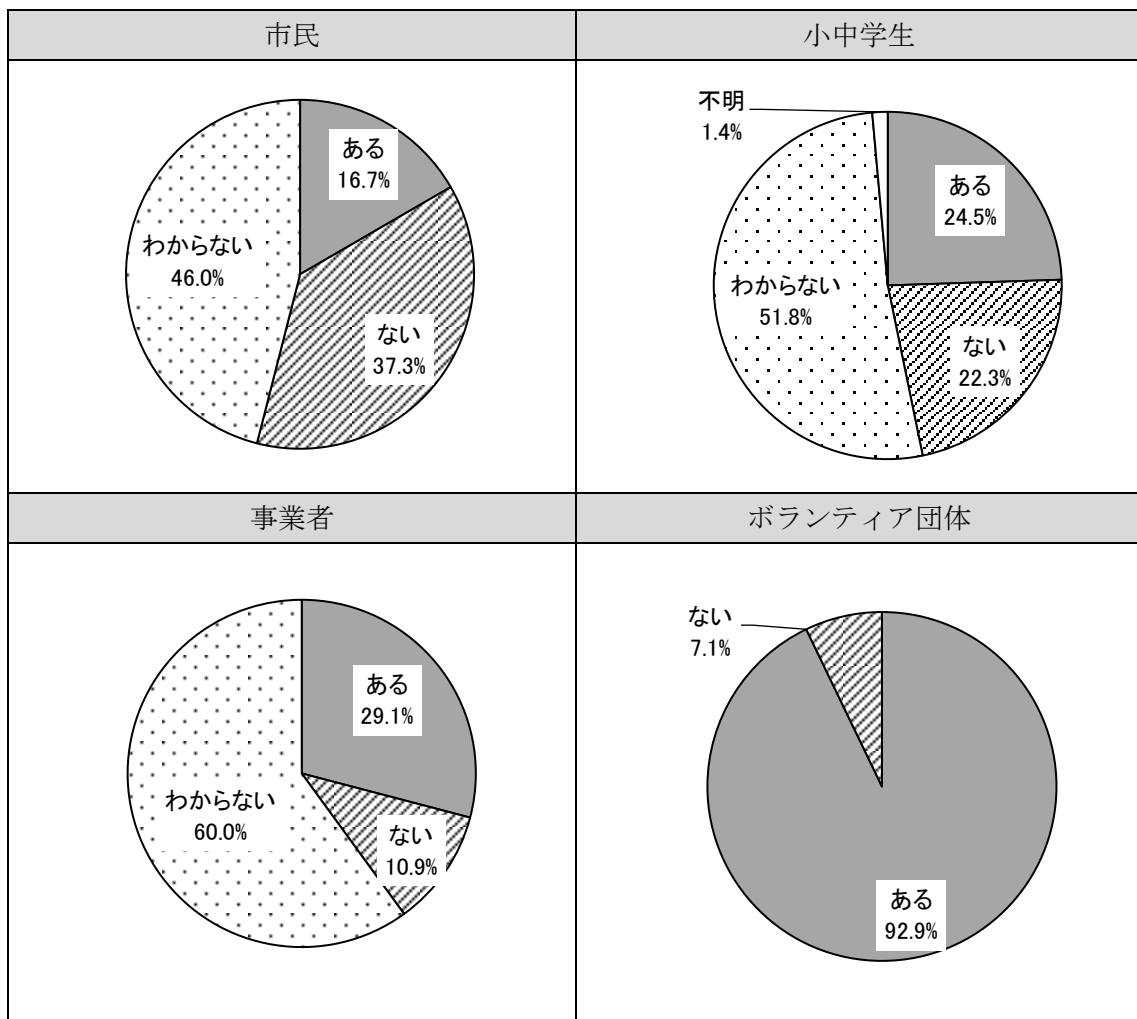 市民
小中学生
ある
16.7%
ない
37.3%
わからない
46.0%
不明
1.4%
ある
24.5%
ない
22.3%
わからない
51.8%
事業者
ボランティア団体
ある
29.1%
ない
10.9%
わからない
60.0%
ない
7.1%
ある
92.9%